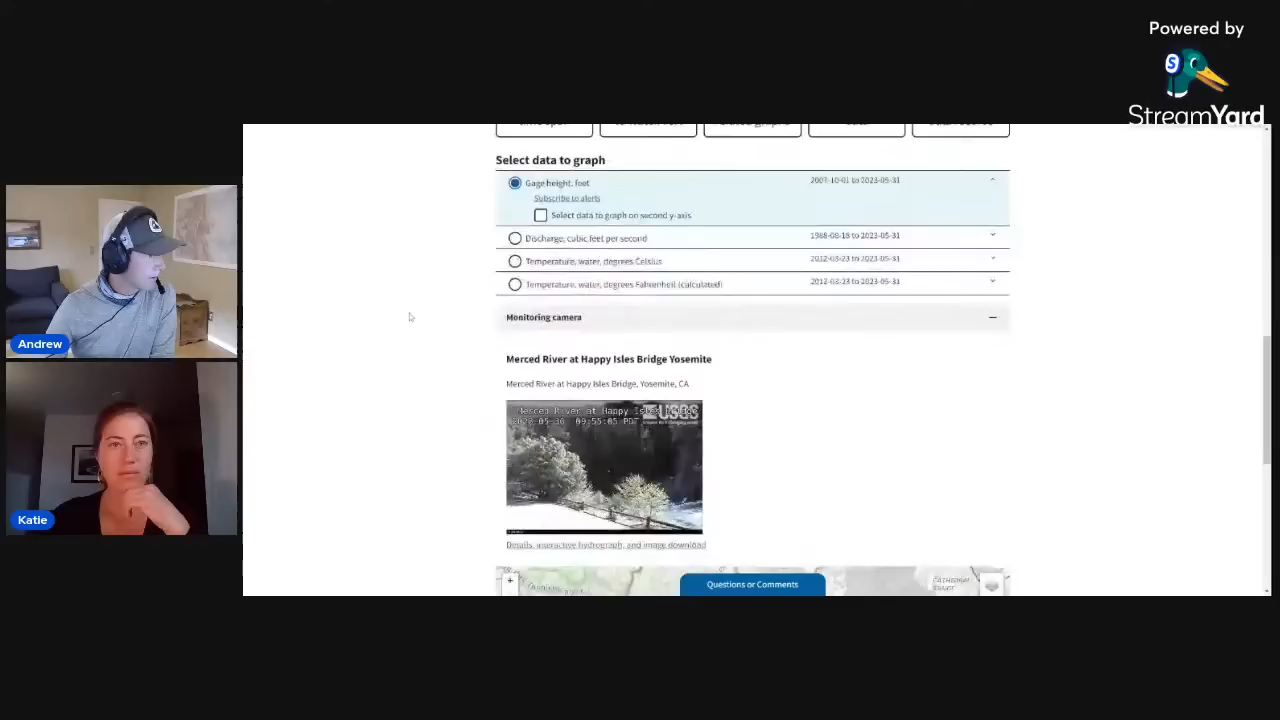 Powered by
StreamYard
Select data to graph
Gage height, feet
2007-10-01 to 2023-05-31
Subscribe to alerts
Select data to graph on second y-axis
Discharge, cubic feet per second
1988-08-18 to 2023-05-31
Temperature, water, degrees Celsius
2012-03-23 to 2023-05-31
Temperature, water, degrees Fahrenheit (calculated)
2012-03-23 to 2023-05-31
Monitoring camera
Merced River at Happy Isles Bridge Yosemite
Merced River at Happy Isles Bridge, Yosemite, CA
Merced River at Happy Isles
USGS
09:55:05 PDT
Details, interactive hydrograph, and image download
Questions or Comments
Andrew
Katie